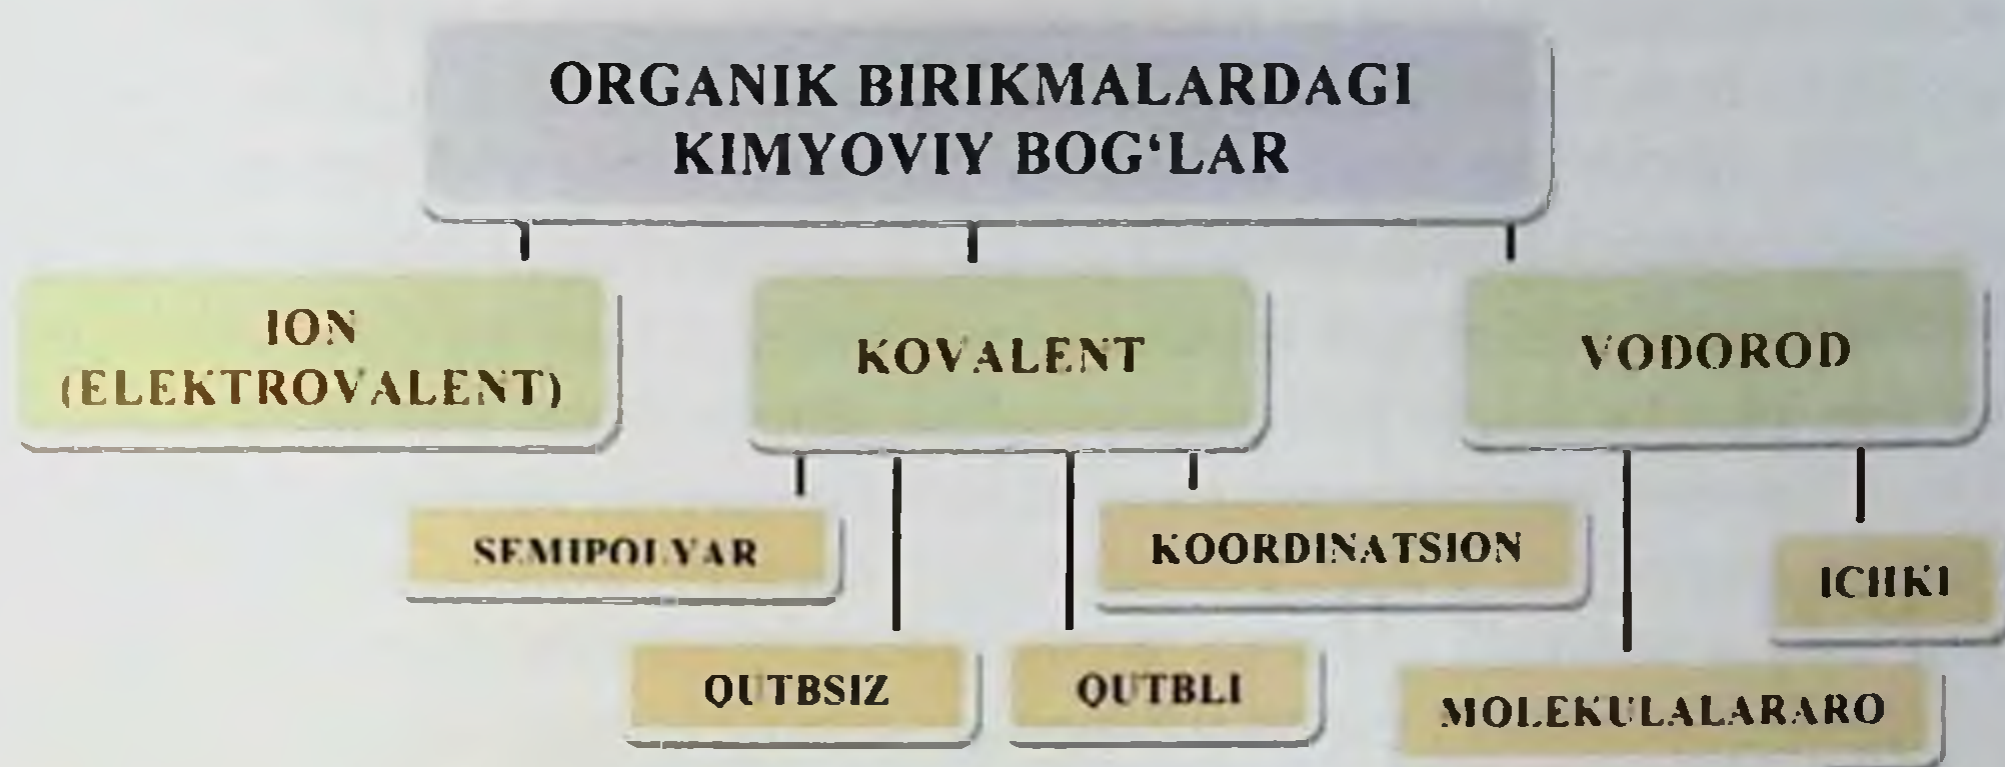 ORGANIK BIRIKMALARDAGI
KIMYOVIY BOG‘LAR
ION
(ELEKTROVALENT)
KOVALENT
VODOROD
SEMIPOLYAR
QUTBSIZ
QUTBLI
KOORDINATSION
MOLEKULALARARO
ICHKI